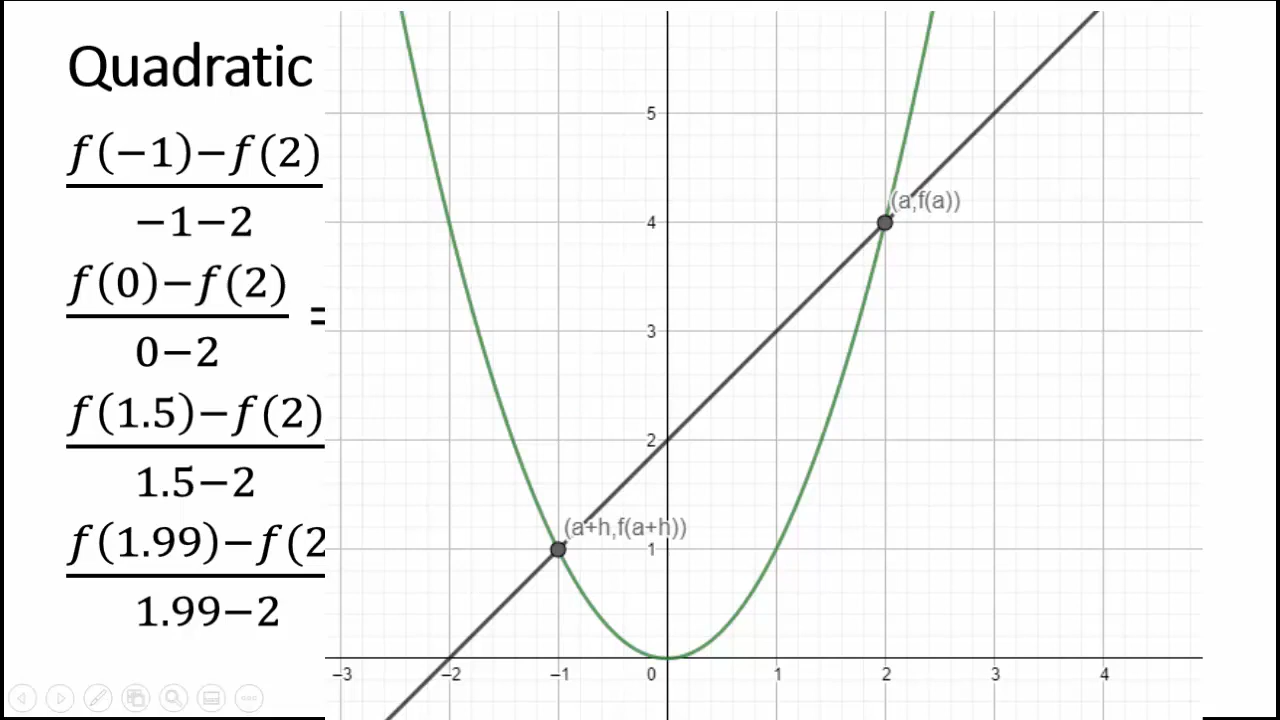 Quadratic
f(−1)−f(2)
−1−2
f(0)−f(2)
=
0−2
f(1.5)−f(2)
1.5−2
f(1.99)−f(2
1.99−2
5
(a,f(a))
4
3
2
(a+h,f(a+h))
1
−3 −2 −1 0 1 2 3 4